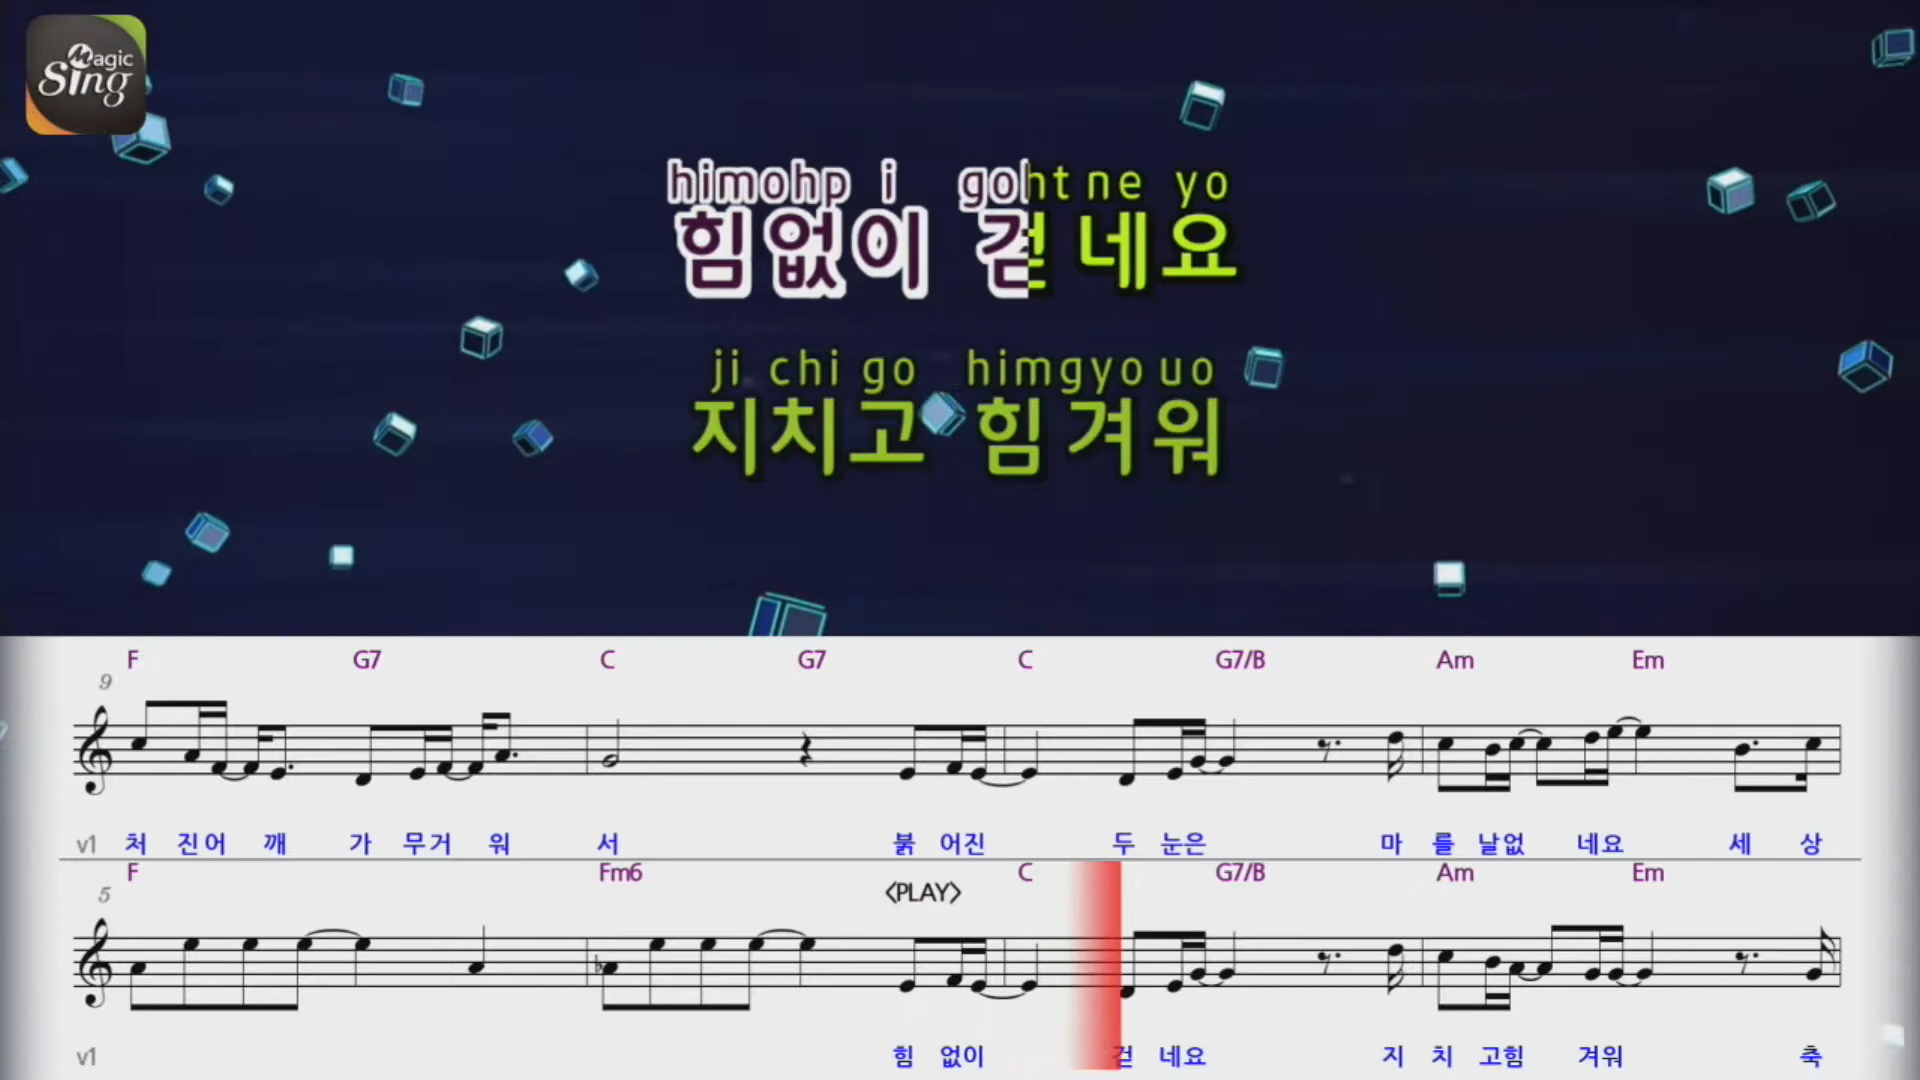 Magic
Sing
himohp i goht ne yo
힘없이 걷네요
ji chi go himgyo uo
지치고 힘겨워
F G7 C G7 C G7/B Am Em
9
v1 처 진어 깨 가 무거 워 서 붉 어진 두 눈은 마 를 날없 네요 세 상
F Fm6 <PLAY> C G7/B Am Em
5
v1 힘 없이 걷 네요 지 치 고힘 겨워 축